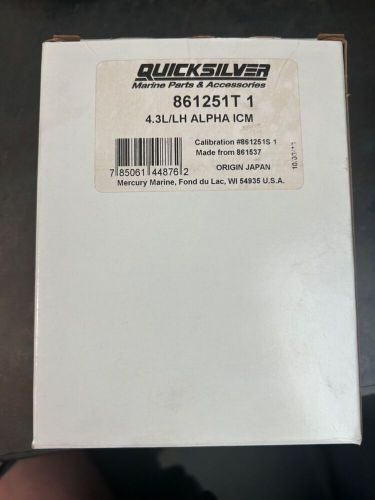 QUICKSILVER
Marine Parts & Accessories
861251T 1
4.3L/LH ALPHA ICM
Calibration #861251S 1
Made from 861537
ORIGIN JAPAN
7 85061 44876 2
Mercury Marine, Fond du Lac, WI 54935 U.S.A.